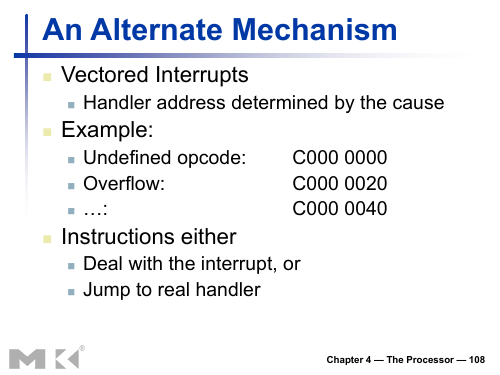 An Alternate Mechanism
Vectored Interrupts
Handler address determined by the cause
Example:
Undefined opcode: C000 0000
Overflow: C000 0020
…: C000 0040
Instructions either
Deal with the interrupt, or
Jump to real handler
MK®
Chapter 4 — The Processor — 108